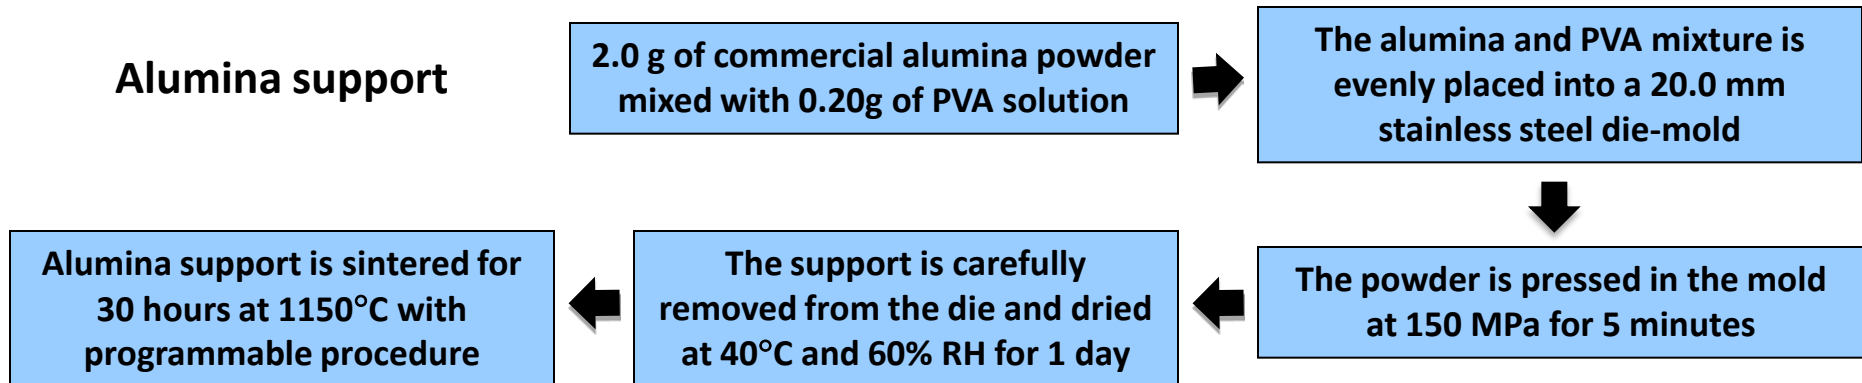 Alumina support
2.0 g of commercial alumina powder
mixed with 0.20g of PVA solution
The alumina and PVA mixture is
evenly placed into a 20.0 mm
stainless steel die-mold
The powder is pressed in the mold
at 150 MPa for 5 minutes
The support is carefully
removed from the die and dried
at 40°C and 60% RH for 1 day
Alumina support is sintered for
30 hours at 1150°C with
programmable procedure